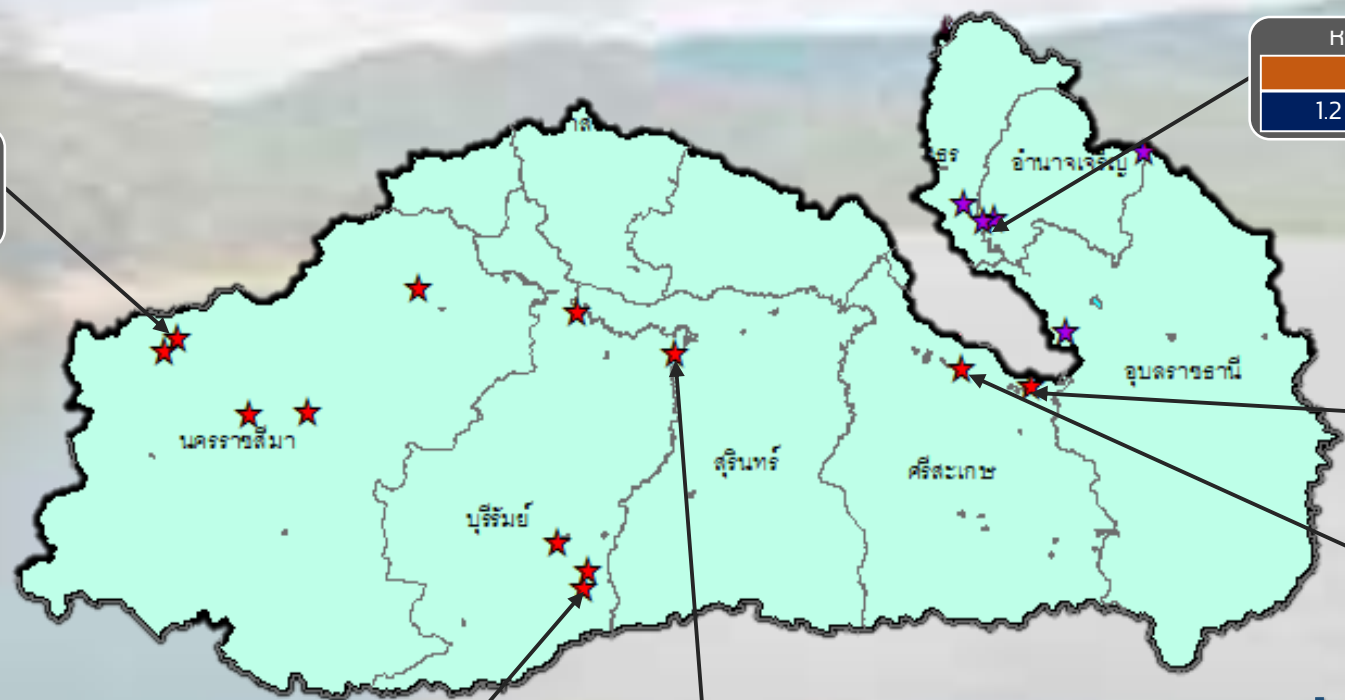 1.2
อำนาจเจริญ
อุบลราชธานี
นครราชสีมา
สุรินทร์
ศรีสะเกษ
บุรีรัมย์